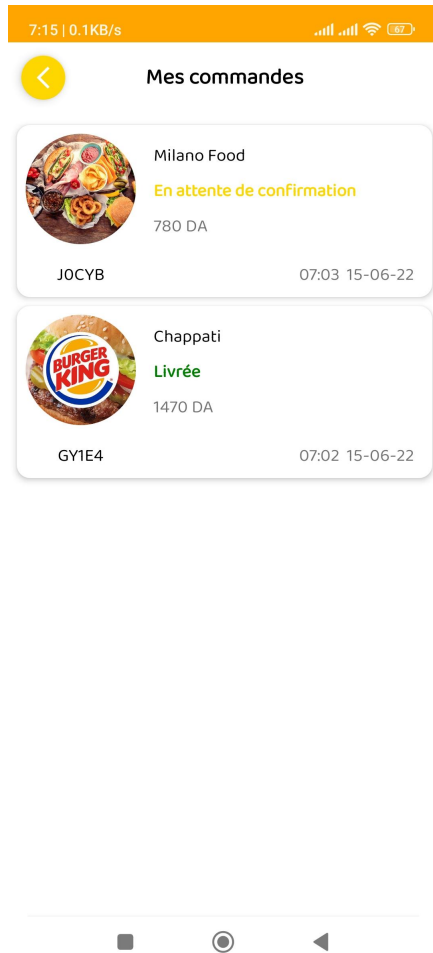 7:15 | 0.1KB/s 67
Mes commandes
Milano Food
En attente de confirmation
780 DA
J0CYB 07:03 15-06-22
BURGER
KING
Chappati
Livrée
1470 DA
GY1E4 07:02 15-06-22